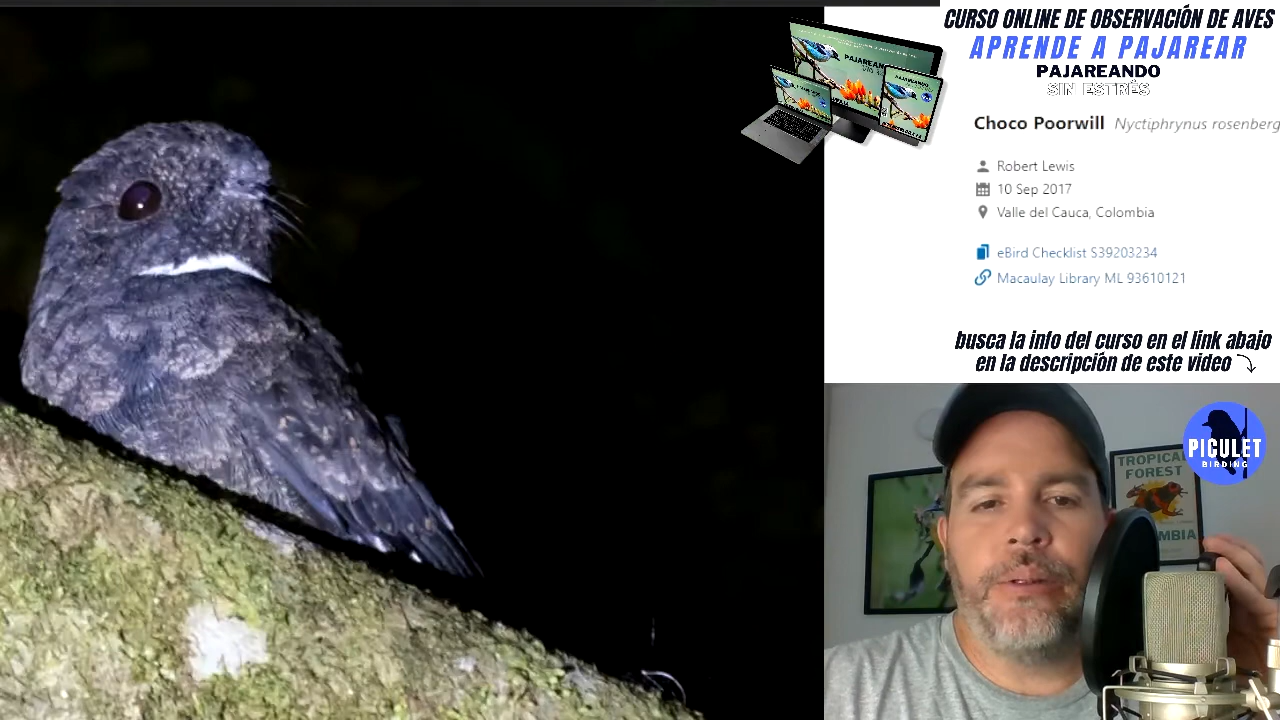 CURSO ONLINE DE OBSERVACIÓN DE AVES
APRENDE A PAJAREAR
PAJAREANDO
SIN ESTRÉS
Choco Poorwill Nyctiphrynus rosenberg
Robert Lewis
10 Sep 2017
Valle del Cauca, Colombia
eBird Checklist S39203234
Macaulay Library ML 93610121
busca la info del curso en el link abajo
en la descripción de este video
PICULET
BIRDING
TROPICAL
FOREST
MBIA